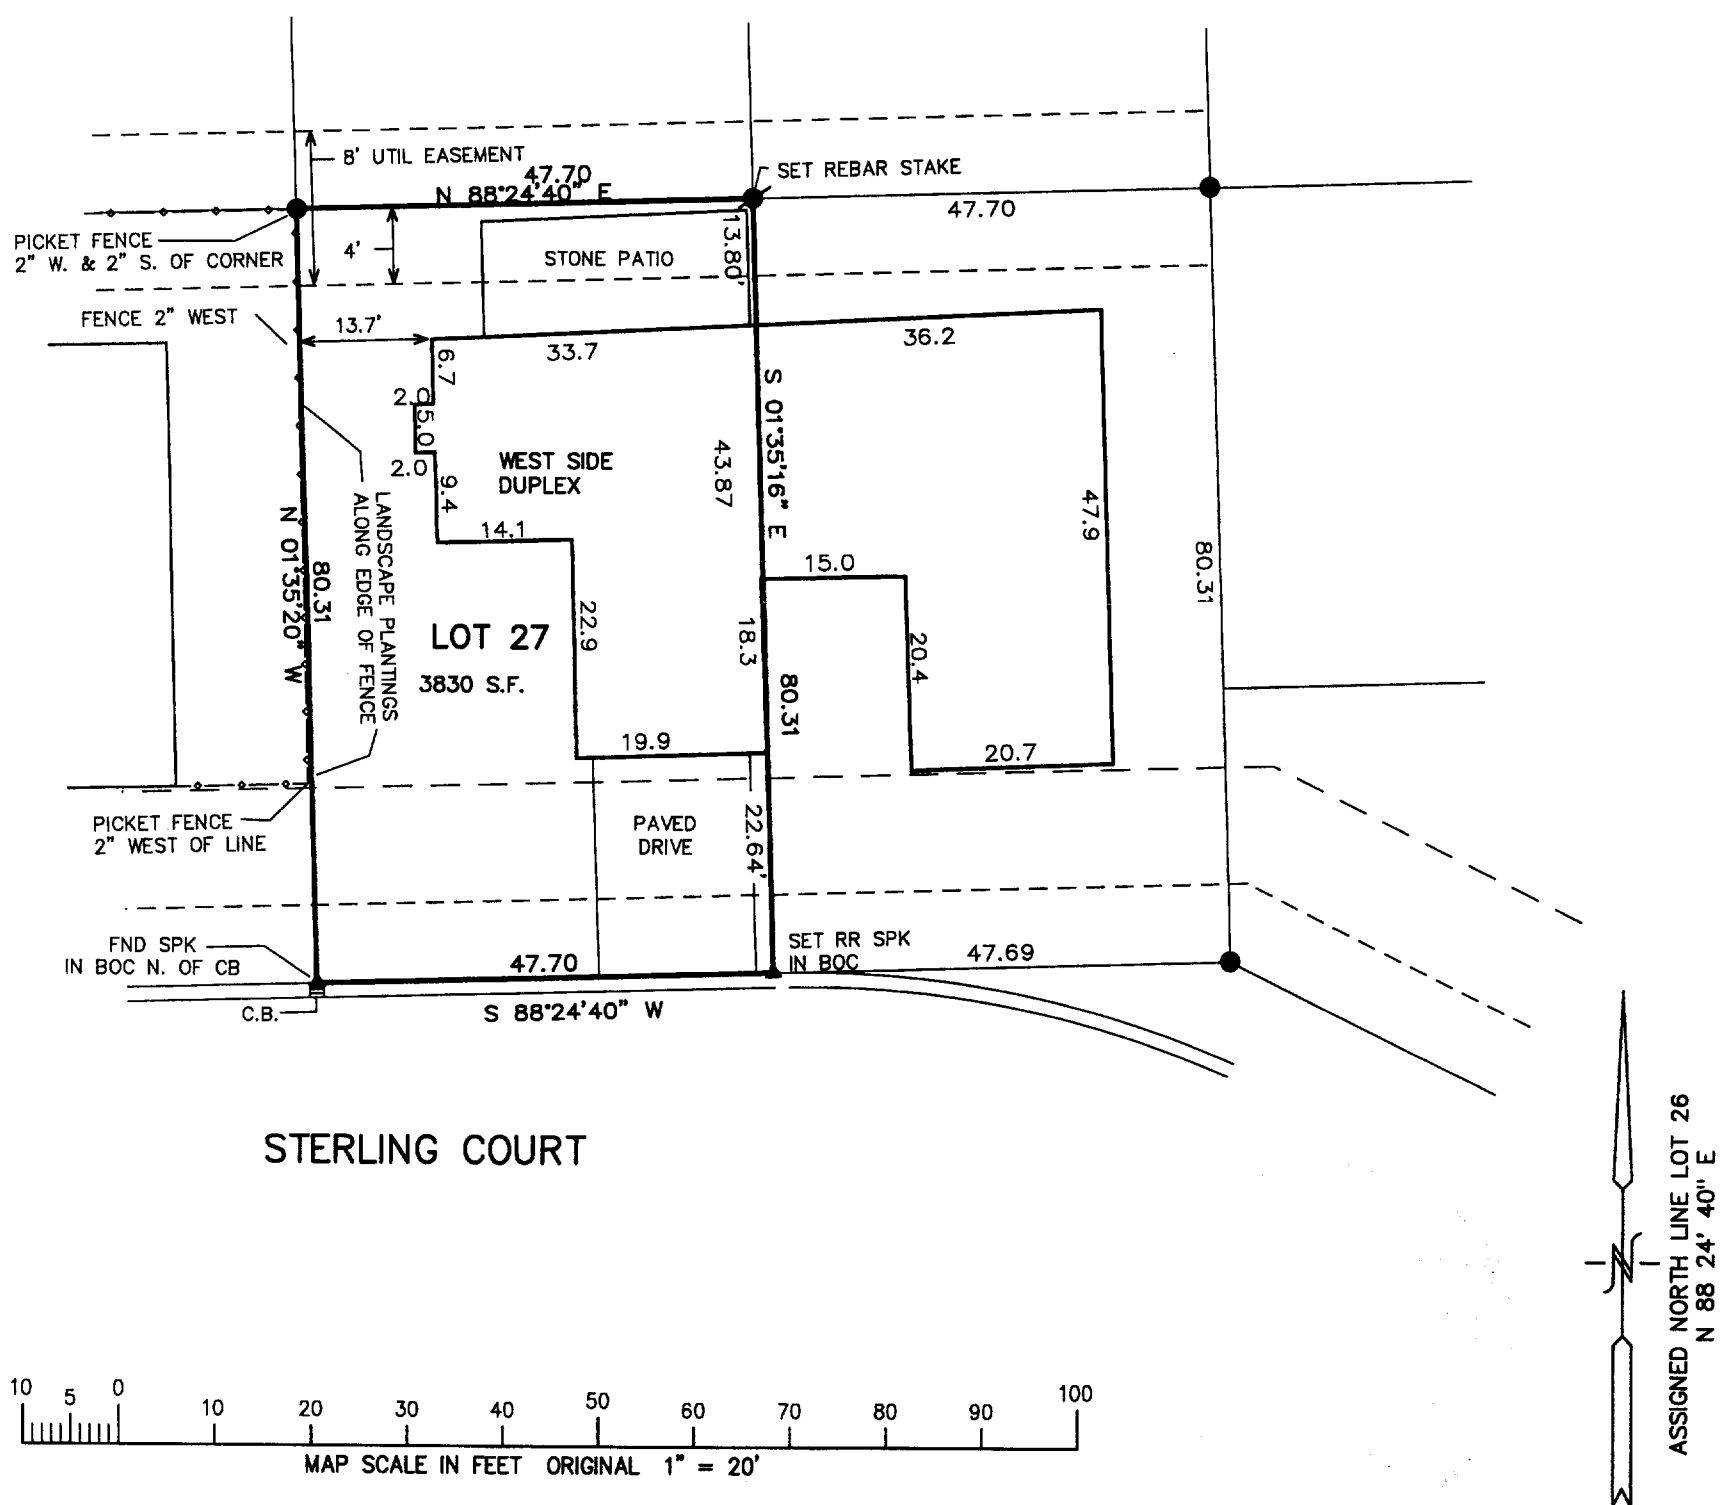 8' UTIL EASEMENT
47.70
N 88°24'40" E
SET REBAR STAKE
47.70
PICKET FENCE
2" W. & 2" S. OF CORNER
4'
STONE PATIO
13.80'
FENCE 2" WEST
13.7'
33.7
36.2
6.7
2.0
5.0
2.0
9.4
WEST SIDE
DUPLEX
43.87
S 01°35'16" E
47.9
14.1
15.0
80.31
N 01°35'20" W
80.31
LANDSCAPE PLANTINGS
ALONG EDGE OF FENCE
22.9
LOT 27
3830 S.F.
18.3
20.4
80.31
19.9
20.7
PICKET FENCE
2" WEST OF LINE
PAVED
DRIVE
22.64'
FND SPK
IN BOC N. OF CB
47.70
SET RR SPK
IN BOC
47.69
C.B.
S 88°24'40" W
STERLING COURT
N
ASSIGNED NORTH LINE LOT 26
N 88 24' 40" E
10 5 0 10 20 30 40 50 60 70 80 90 100
MAP SCALE IN FEET ORIGINAL 1" = 20'